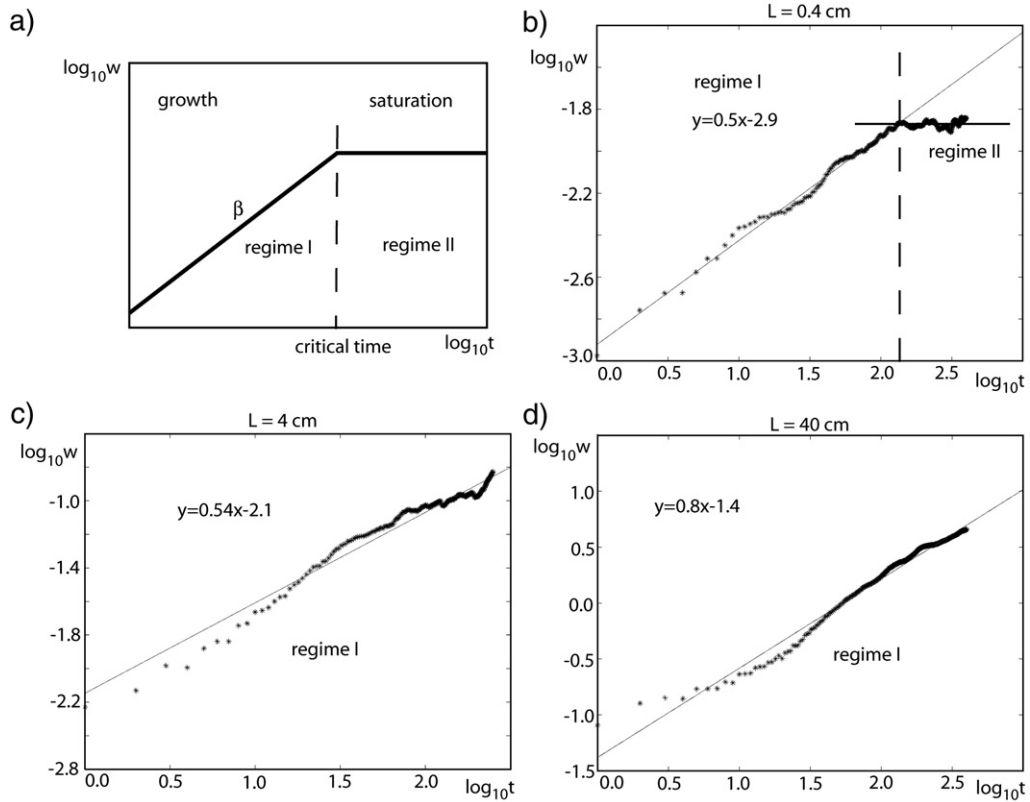 a)
log10w
growth
saturation
β
regime I
regime II
critical time
log10t
b)
L = 0.4 cm
log10w
regime I
y=0.5x-2.9
regime II
-1.8
-2.2
-2.6
-3.0
0.0
0.5
1.0
1.5
2.0
2.5
log10t
c)
L = 4 cm
log10w
y=0.54x-2.1
regime I
-1.0
-1.4
-1.8
-2.2
-2.8
0.0
0.5
1.0
1.5
2.0
log10t
d)
L = 40 cm
log10w
y=0.8x-1.4
regime I
1.0
0.5
0.0
-0.5
-1.0
-1.5
0.0
0.5
1.0
1.5
2.0
2.5
log10t